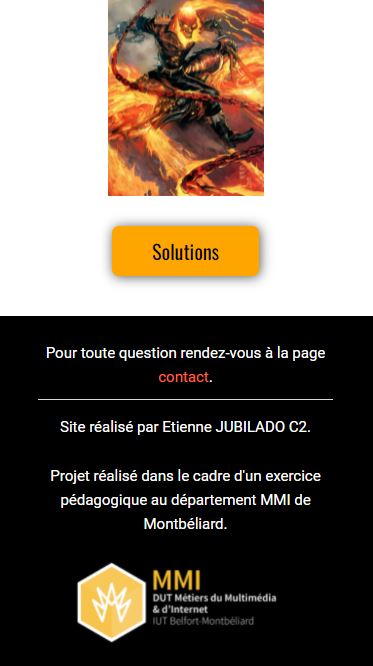 Solutions
Pour toute question rendez-vous à la page
contact.
Site réalisé par Etienne JUBILADO C2.
Projet réalisé dans le cadre d'un exercice
pédagogique au département MMI de
Montbéliard.
MMI
DUT Métiers du Multimédia
& d'Internet
IUT Belfort-Montbéliard